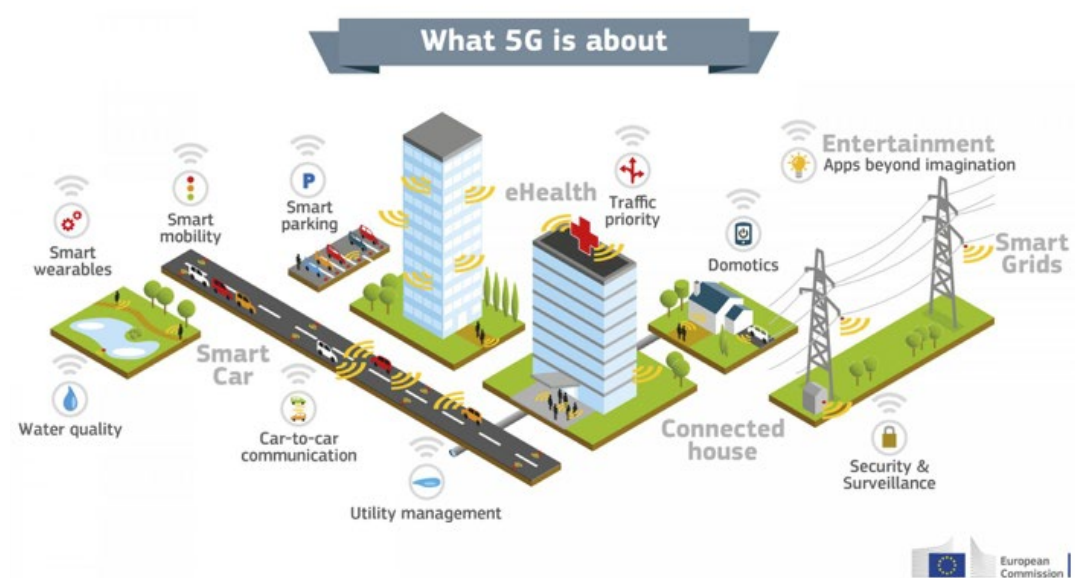 What 5G is about
Entertainment
Apps beyond imagination
eHealth
Traffic
priority
Smart
parking
P
Smart
mobility
Smart
wearables
Domotics
Smart
Grids
Smart
Car
Water quality
Car-to-car
communication
Connected
house
Security &
Surveillance
Utility management
European
Commission